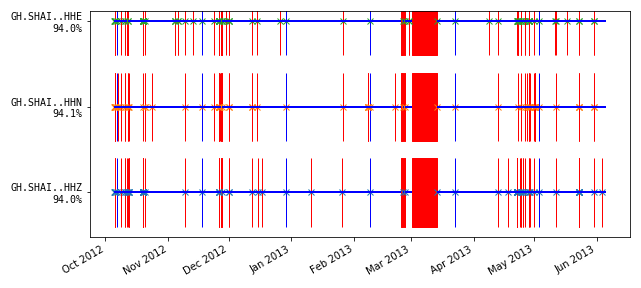 GH.SHAI..HHE
94.0%
GH.SHAI..HHN
94.1%
GH.SHAI..HHZ
94.0%
Oct 2012
Nov 2012
Dec 2012
Jan 2013
Feb 2013
Mar 2013
Apr 2013
May 2013
Jun 2013